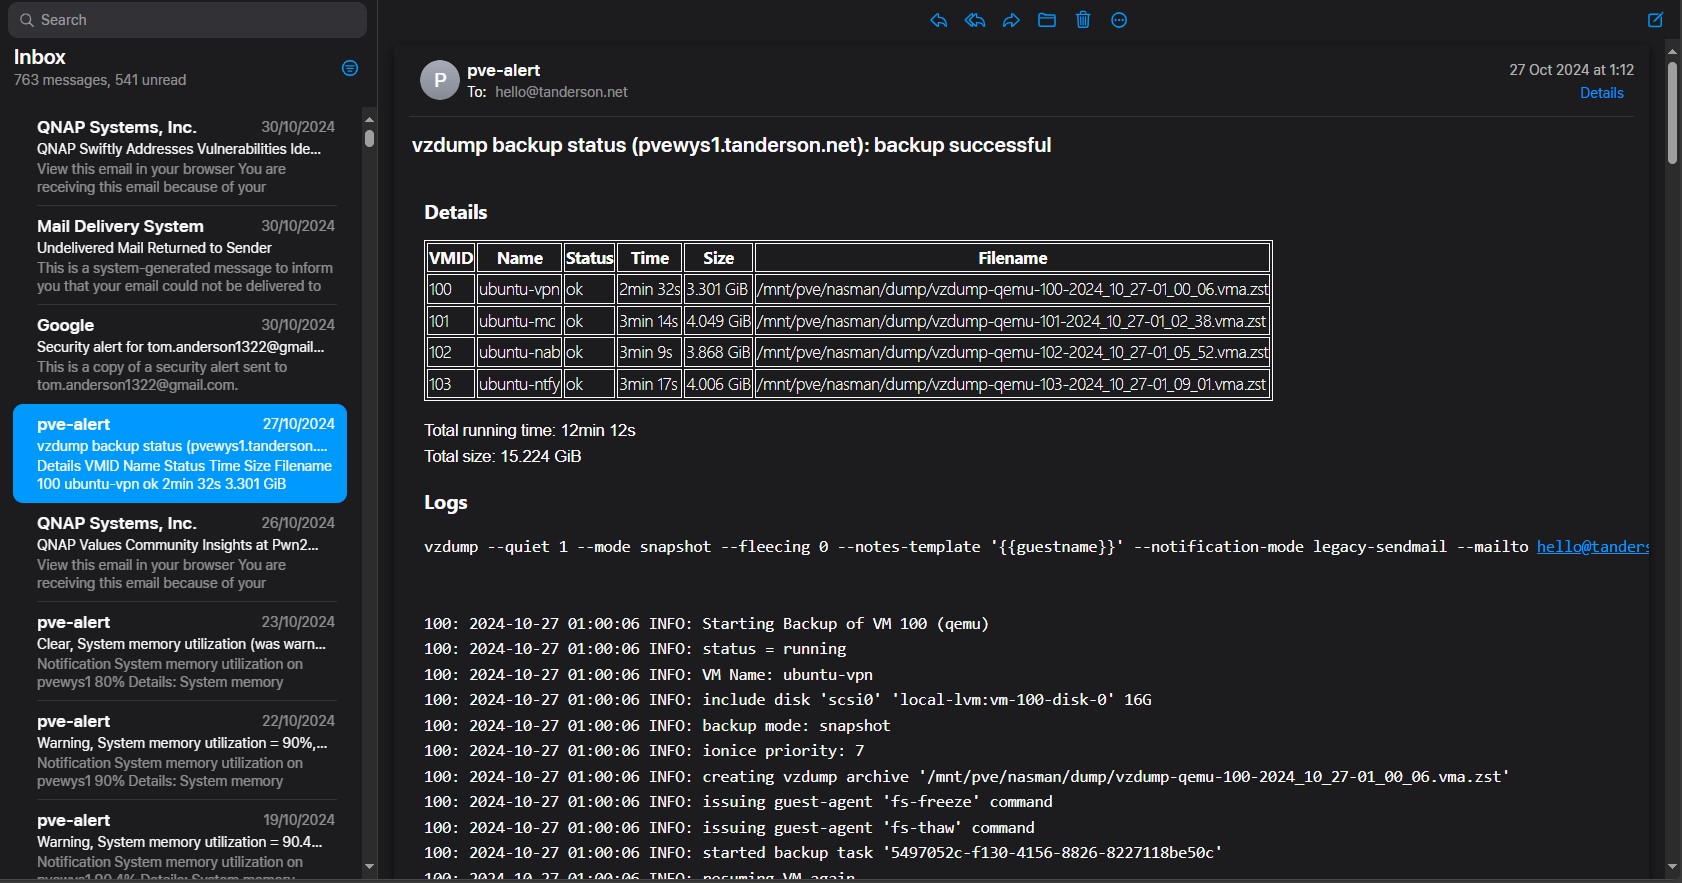 Search
Inbox
763 messages, 541 unread
QNAP Systems, Inc. 30/10/2024
QNAP Swiftly Addresses Vulnerabilities Ide...
View this email in your browser You are
receiving this email because of your
Mail Delivery System 30/10/2024
Undelivered Mail Returned to Sender
This is a system-generated message to inform
you that your email could not be delivered to
Google 30/10/2024
Security alert for tom.anderson1322@gmail...
This is a copy of a security alert sent to
tom.anderson1322@gmail.com.
pve-alert 27/10/2024
vzdump backup status (pvewys1.tanderson....
Details VMID Name Status Time Size Filename
100 ubuntu-vpn ok 2min 32s 3.301 GiB
QNAP Systems, Inc. 26/10/2024
QNAP Values Community Insights at Pwn2...
View this email in your browser You are
receiving this email because of your
pve-alert 23/10/2024
Clear, System memory utilization (was warn...
Notification System memory utilization on
pvewys1 80% Details: System memory
pve-alert 22/10/2024
Warning, System memory utilization = 90%,...
Notification System memory utilization on
pvewys1 90% Details: System memory
pve-alert 19/10/2024
Warning, System memory utilization = 90.4...
Notification System memory utilization on
pvewys1 90.4% Details: System memory
P
pve-alert
27 Oct 2024 at 1:12
To: hello@tanderson.net
Details
vzdump backup status (pvewys1.tanderson.net): backup successful
Details
VMID Name Status Time Size Filename
100 ubuntu-vpn ok 2min 32s 3.301 GiB /mnt/pve/nasman/dump/vzdump-qemu-100-2024_10_27-01_00_06.vma.zst
101 ubuntu-mc ok 3min 14s 4.049 GiB /mnt/pve/nasman/dump/vzdump-qemu-101-2024_10_27-01_02_38.vma.zst
102 ubuntu-nab ok 3min 9s 3.868 GiB /mnt/pve/nasman/dump/vzdump-qemu-102-2024_10_27-01_05_52.vma.zst
103 ubuntu-ntfy ok 3min 17s 4.006 GiB /mnt/pve/nasman/dump/vzdump-qemu-103-2024_10_27-01_09_01.vma.zst
Total running time: 12min 12s
Total size: 15.224 GiB
Logs
vzdump --quiet 1 --mode snapshot --fleecing 0 --notes-template '{{guestname}}' --notification-mode legacy-sendmail --mailto hello@tanders
100: 2024-10-27 01:00:06 INFO: Starting Backup of VM 100 (qemu)
100: 2024-10-27 01:00:06 INFO: status = running
100: 2024-10-27 01:00:06 INFO: VM Name: ubuntu-vpn
100: 2024-10-27 01:00:06 INFO: include disk 'scsi0' 'local-lvm:vm-100-disk-0' 16G
100: 2024-10-27 01:00:06 INFO: backup mode: snapshot
100: 2024-10-27 01:00:06 INFO: ionice priority: 7
100: 2024-10-27 01:00:06 INFO: creating vzdump archive '/mnt/pve/nasman/dump/vzdump-qemu-100-2024_10_27-01_00_06.vma.zst'
100: 2024-10-27 01:00:06 INFO: issuing guest-agent 'fs-freeze' command
100: 2024-10-27 01:00:06 INFO: issuing guest-agent 'fs-thaw' command
100: 2024-10-27 01:00:06 INFO: started backup task '5497052c-f130-4156-8826-8227118be50c'
100: 2024-10-27 01:00:06 INFO: resuming VM again